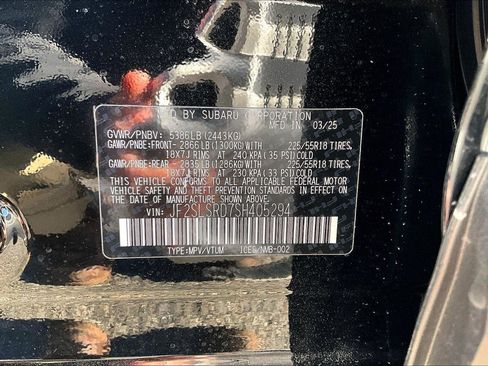 D BY SUBARU CORPORATION
MFD IN 03/25
GVWR/PNBV: 5386LB(2443KG)
GAWR/PNBE:FRONT- 2866LB(1300KG)WITH 225/55R18 TIRES,
18X7J RIMS AT 240 KPA(35 PSI)COLD
GAWR/PNBE:REAR- 2835LB(1286KG)WITH 225/55R18 TIRES,
18X7J RIMS AT 230 KPA(33 PSI)COLD
THIS VEHICLE CONFORMS TO ALL APPLICABLE FEDERAL MOTOR
VEHICLE SAFETY AND THEFT PREVENTION STANDARDS IN EFFECT
ON THE DATE OF MANUFACTURE SHOWN ABOVE.
VIN: JF2SLSRD7SH405294
TYPE:MPV/VTUM